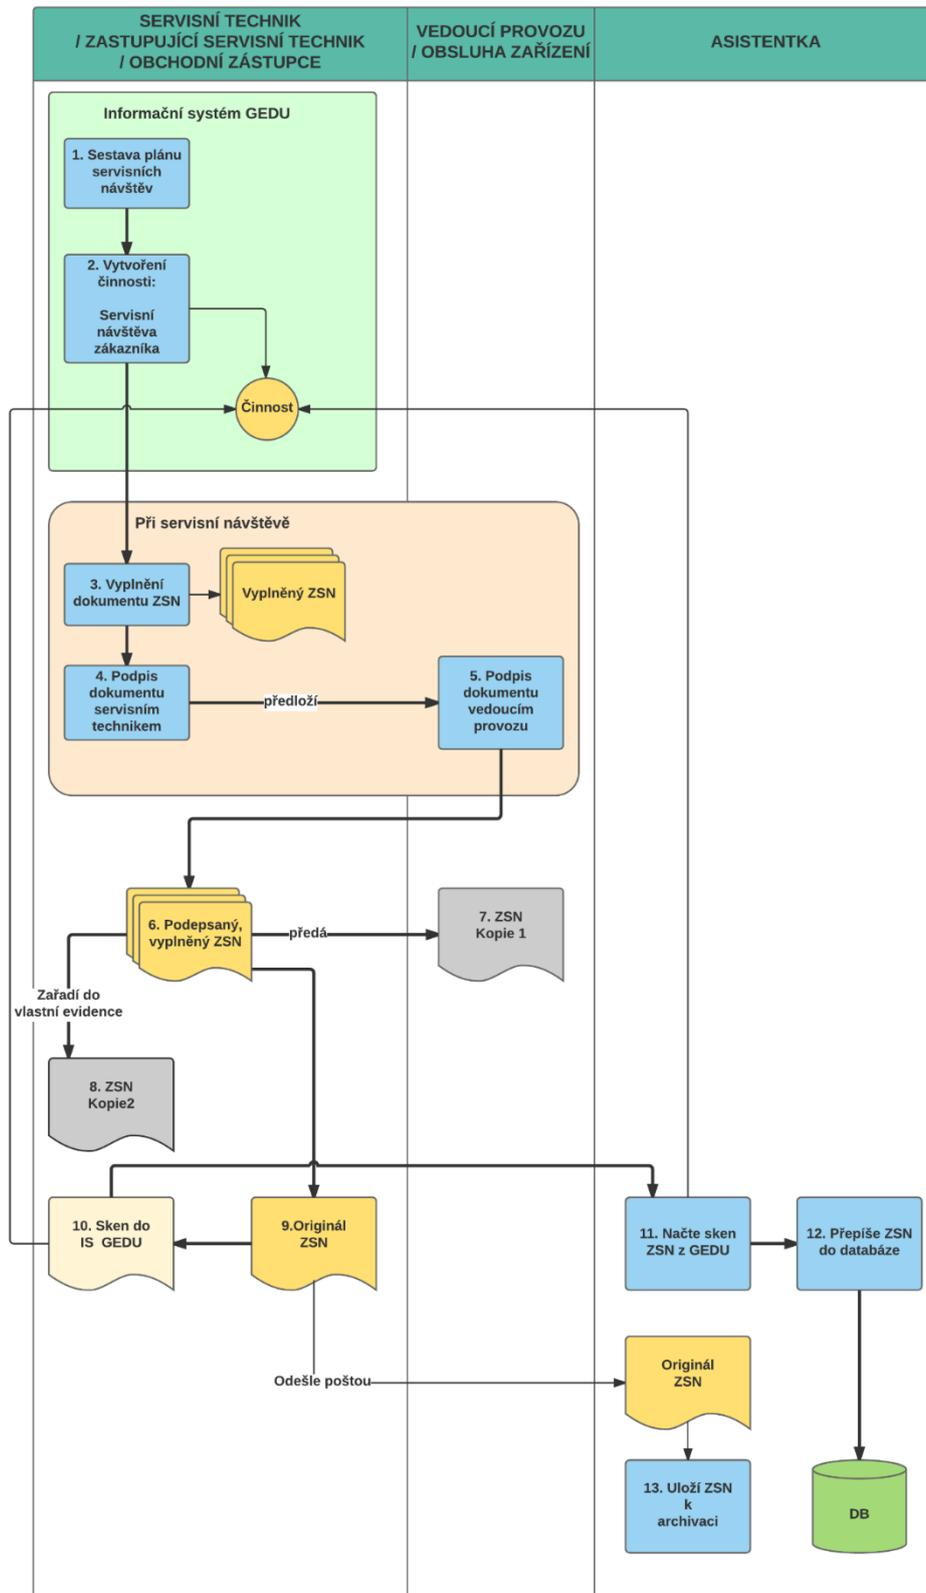 SERVISNÍ TECHNIK
/ ZASTUPUJÍCÍ SERVISNÍ TECHNIK
/ OBCHODNÍ ZÁSTUPCE
VEDOUCÍ PROVOZU
/ OBSLUHA ZAŘÍZENÍ
ASISTENTKA
Informační systém GEDU
1. Sestava plánu
servisních
návštěv
2. Vytvoření
činnosti:
Servisní
návštěva
zákazníka
Činnost
Při servisní návštěvě
3. Vyplnění
dokumentu ZSN
Vyplněný ZSN
4. Podpis
dokumentu
servisním
technikem
předloží
5. Podpis
dokumentu
vedoucím
provozu
6. Podepsaný,
vyplněný ZSN
předá
7. ZSN
Kopie 1
Zařadí do
vlastní evidence
8. ZSN
Kopie2
10. Sken do
IS GEDU
9.Originál
ZSN
11. Načte sken
ZSN z GEDU
12. Přepíše ZSN
do databáze
Odešle poštou
Originál
ZSN
13. Uloží ZSN
k
archivaci
DB